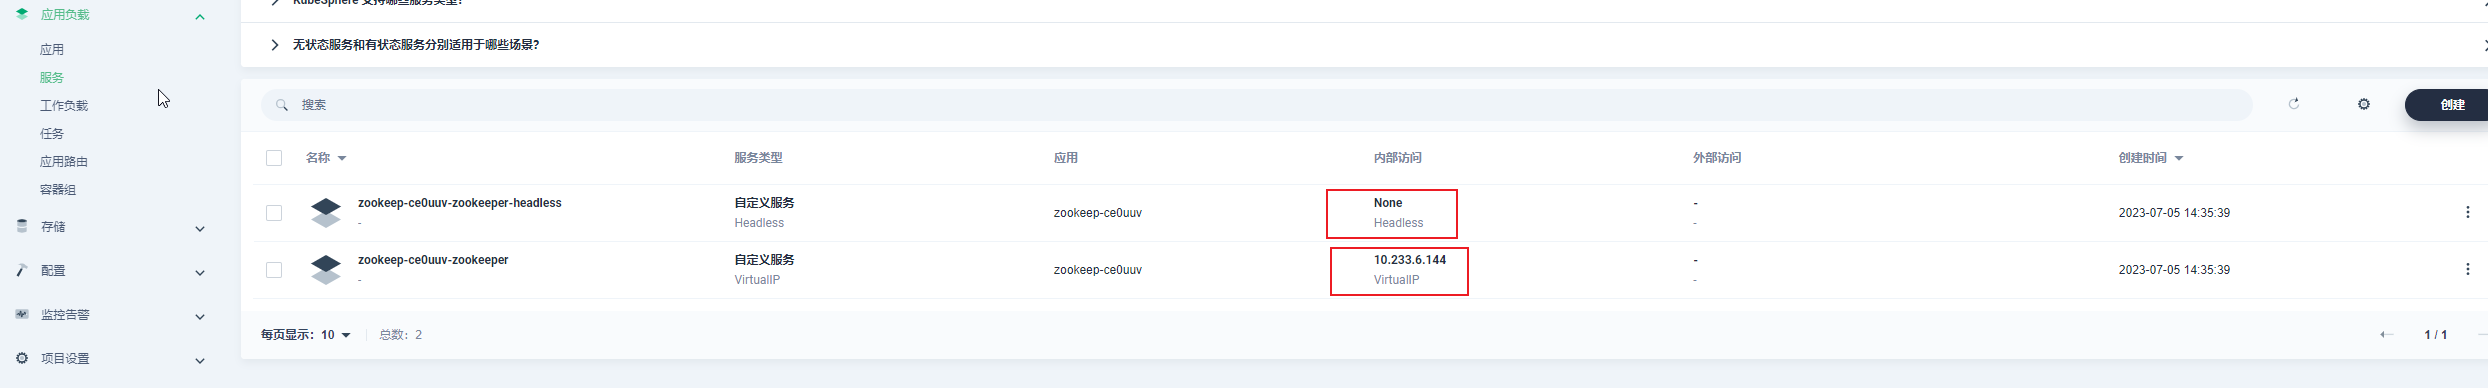 应用负载
应用
服务
工作负载
任务
应用路由
容器组
存储
配置
监控告警
项目设置
KubeSphere 支持哪些服务类型?
无状态服务和有状态服务分别适用于哪些场景?
搜索
创建
名称 服务类型 应用 内部访问 外部访问 创建时间
zookeep-ce0uuv-zookeeper-headless 自定义服务 zookeep-ce0uuv None - 2023-07-05 14:35:39
- Headless Headless -
zookeep-ce0uuv-zookeeper 自定义服务 zookeep-ce0uuv 10.233.6.144 - 2023-07-05 14:35:39
- VirtualIP VirtualIP -
每页显示: 10 总数: 2 1 / 1